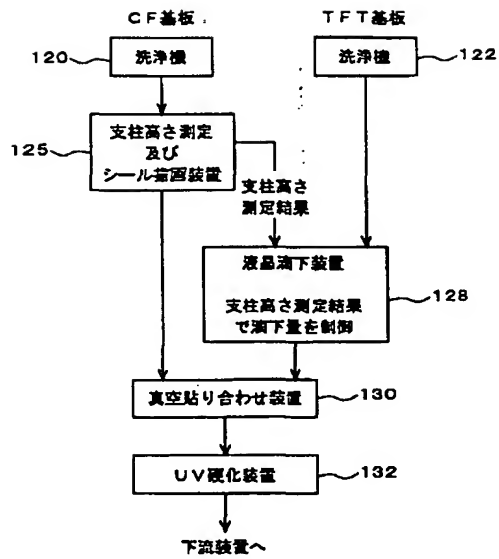 CF基板
TFT基板
120
洗浄機
洗浄機
122
125
支柱高さ測定
及び
シール描画装置
支柱高さ
測定結果
液晶滴下装置
支柱高さ測定結果
で滴下量を制御
128
真空貼り合わせ装置
130
UV硬化装置
132
下流装置へ